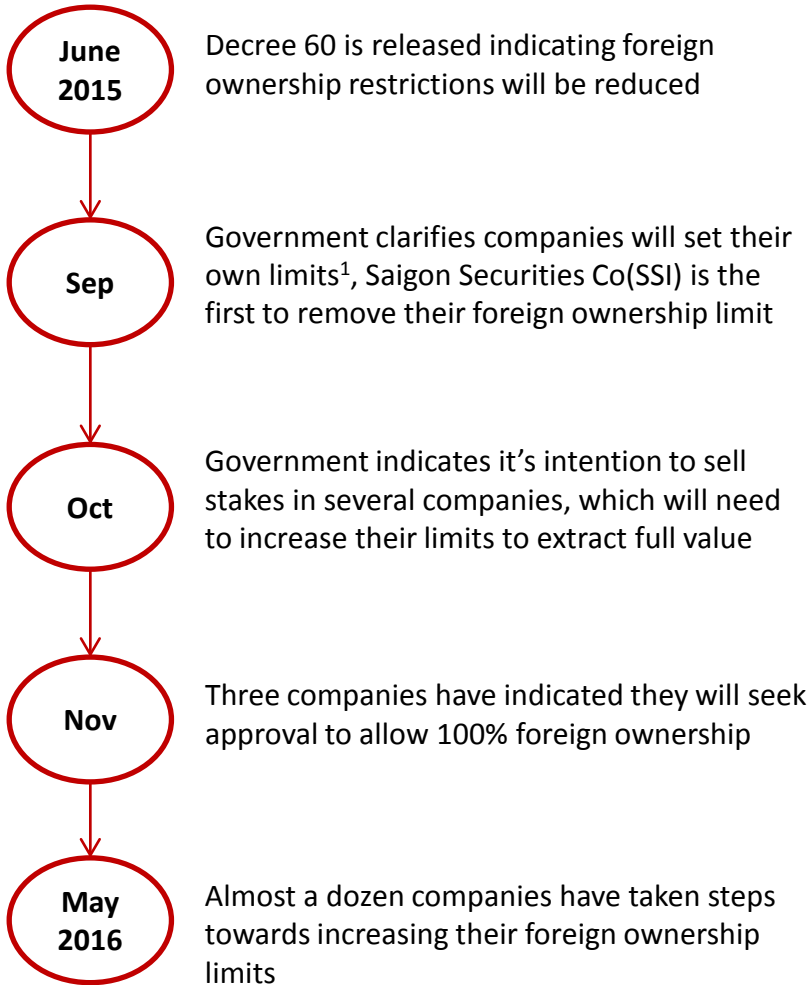 June
2015
Decree 60 is released indicating foreign
ownership restrictions will be reduced
Sep
Government clarifies companies will set their
own limits¹, Saigon Securities Co(SSI) is the
first to remove their foreign ownership limit
Oct
Government indicates it's intention to sell
stakes in several companies, which will need
to increase their limits to extract full value
Nov
Three companies have indicated they will seek
approval to allow 100% foreign ownership
May
2016
Almost a dozen companies have taken steps
towards increasing their foreign ownership
limits